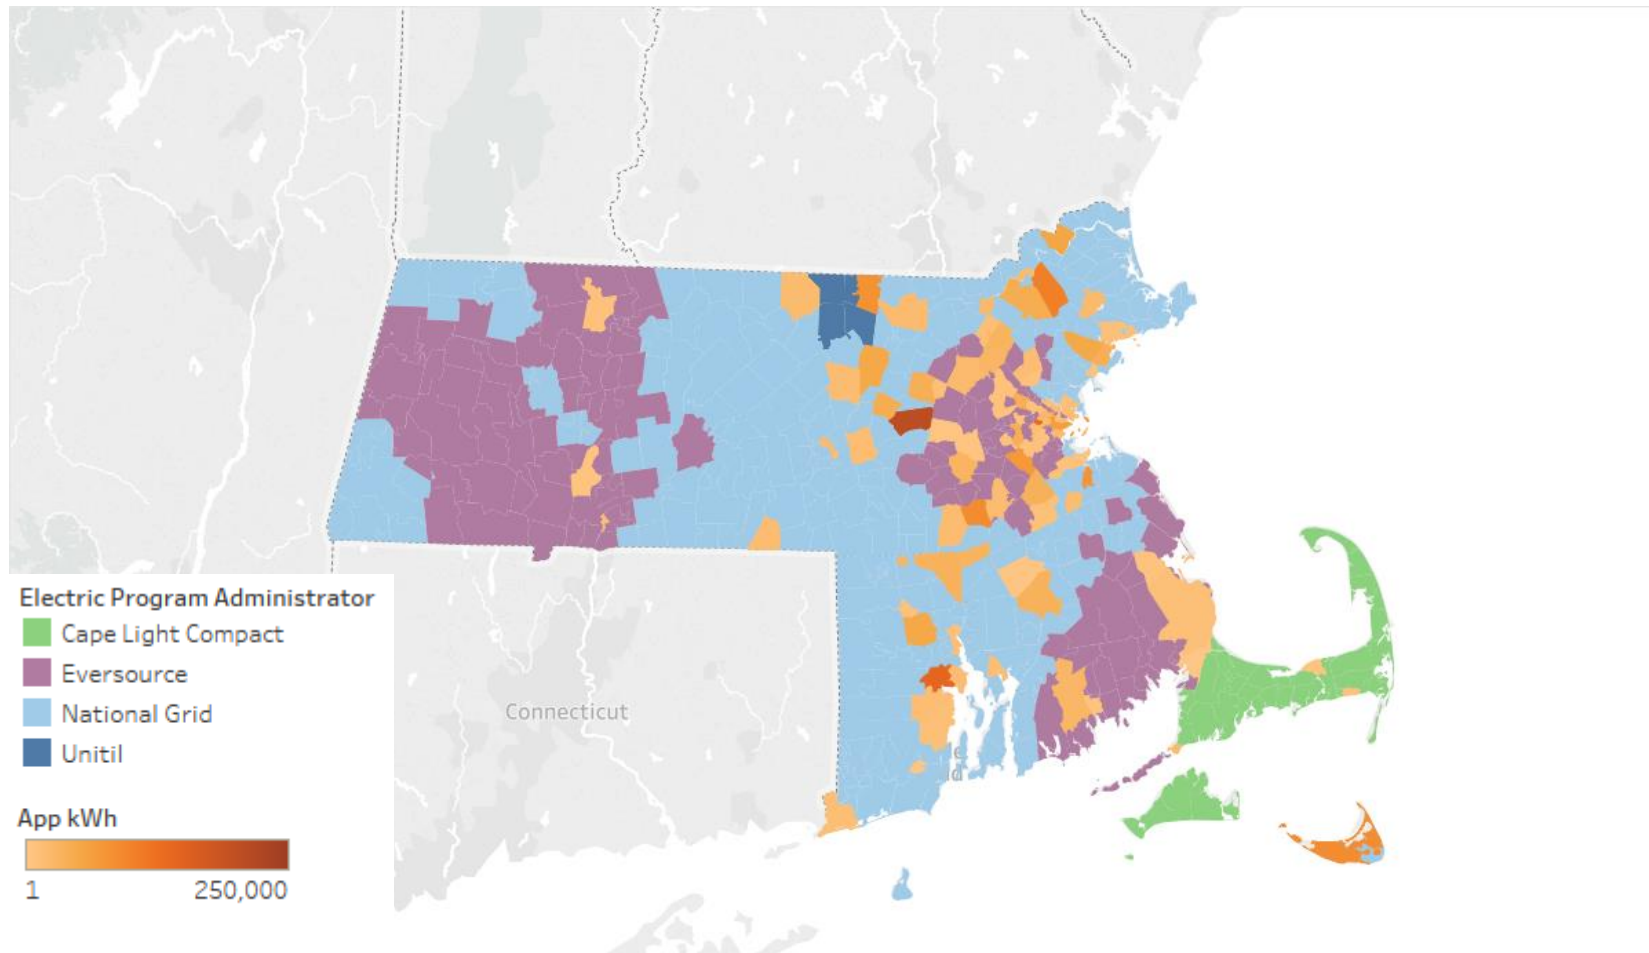 Connecticut
Electric Program Administrator
Cape Light Compact
Eversource
National Grid
Unitil
App kWh
1 250,000